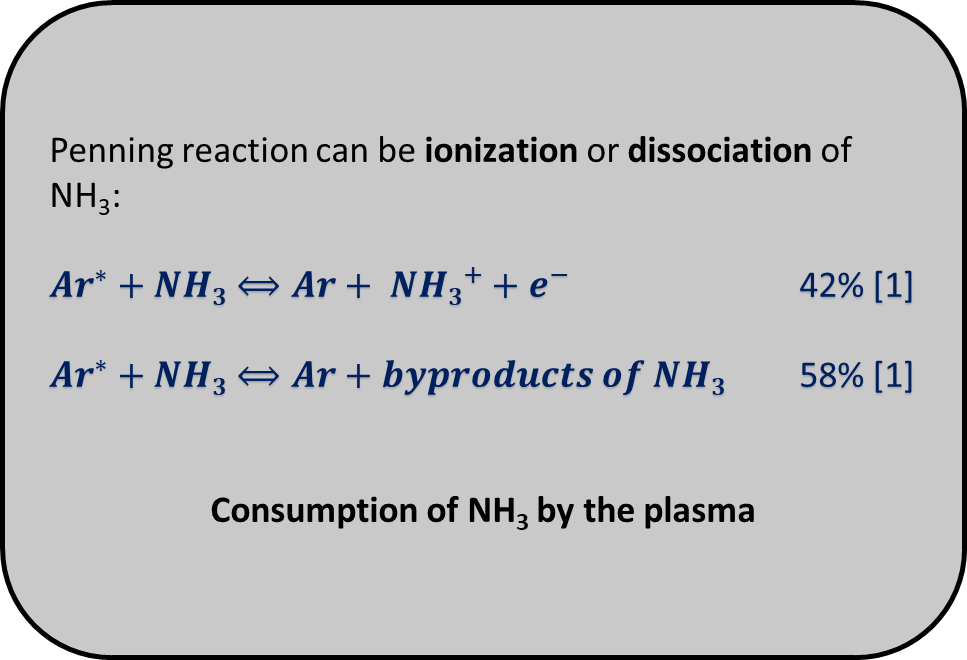 Penning reaction can be ionization or dissociation of
NH₃:
Ar* + NH₃ ⟺ Ar + NH₃⁺ + e⁻ 42% [1]
Ar* + NH₃ ⟺ Ar + byproducts of NH₃ 58% [1]
Consumption of NH₃ by the plasma